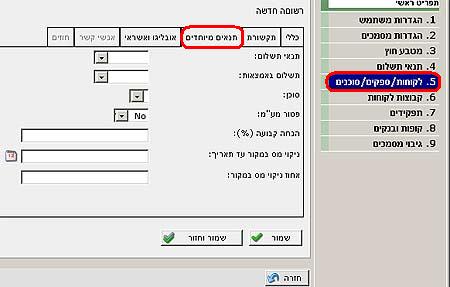 תפריט ראשי
1. הגדרות משתמש
2. הגדרות מסמכים
3. מטבע חוץ
4. תנאי תשלום
5. לקוחות/ספקים/סוכנים
6. קבוצות לקוחות
7. תפקידים
8. קופות ובנקים
9. גיבוי מסמכים
רשומה חדשה
כללי תקשורת תנאים מיוחדים אובליגו ואשראי אנשי קשר חוזים
תנאי תשלום:
תשלום באמצעות:
סוכן:
פטור מע"מ: No
הנחה קבועה (%):
ניקוי מס במקור עד תאריך:
אחוז ניקוי מס במקור:
שמור שמור וחזור
חזרה